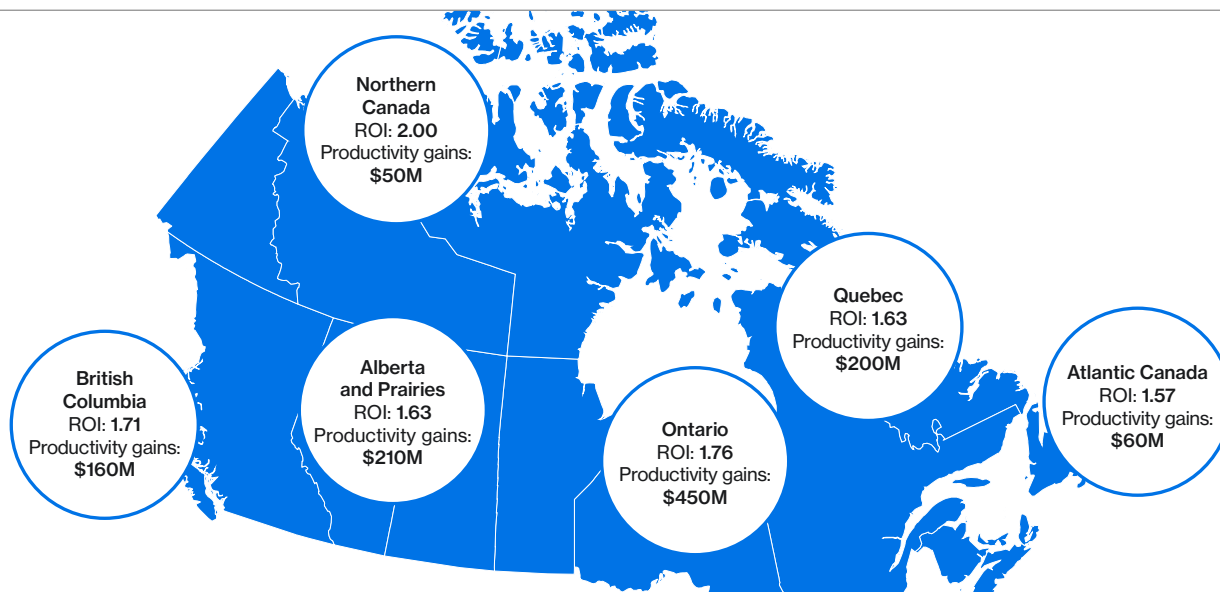 Northern
Canada
ROI: 2.00
Productivity gains:
$50M
Quebec
ROI: 1.63
Productivity gains:
$200M
British
Columbia
ROI: 1.71
Productivity gains:
$160M
Alberta
and Prairies
ROI: 1.63
Productivity gains:
$210M
Ontario
ROI: 1.76
Productivity gains:
$450M
Atlantic Canada
ROI: 1.57
Productivity gains:
$60M